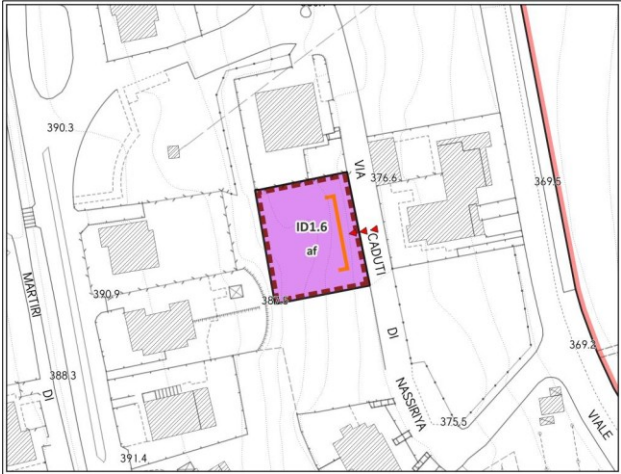 390.3
VIA
376.6
369.5
ID1.6
af
CADUTI
MARTIRI
390.9
DI
369.2
388.3
DI
NASSIRIYA
375.5
VIALE
391.4